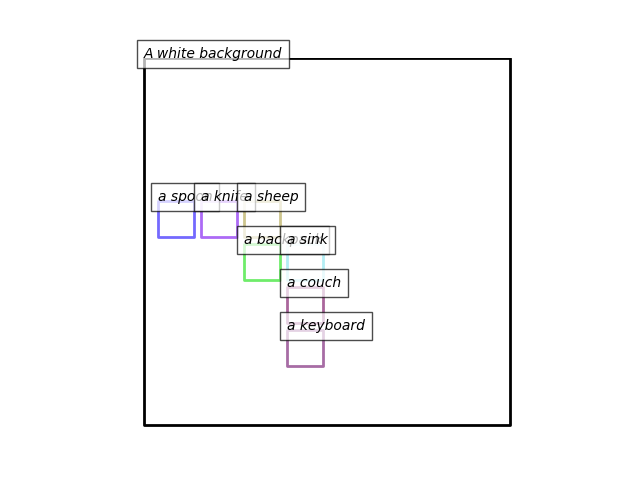 A white background
a spoon
a knife
a sheep
a backpack
a sink
a couch
a keyboard